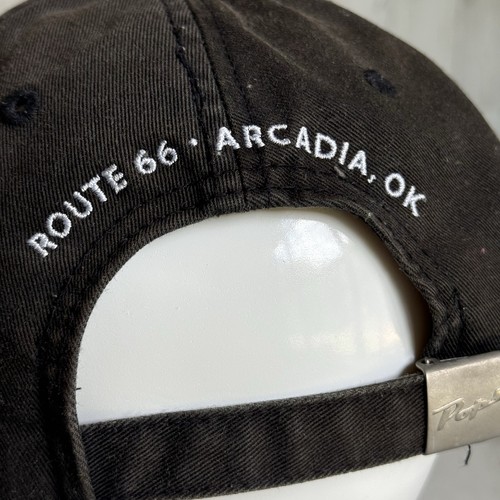 ROUTE 66 · ARCADIA, OK